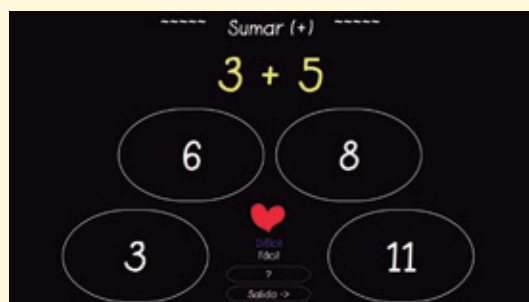 ~~~~~ Sumar (+) ~~~~~
3 + 5
6 8
3 11
Difícil
Fácil
?
Salida ->